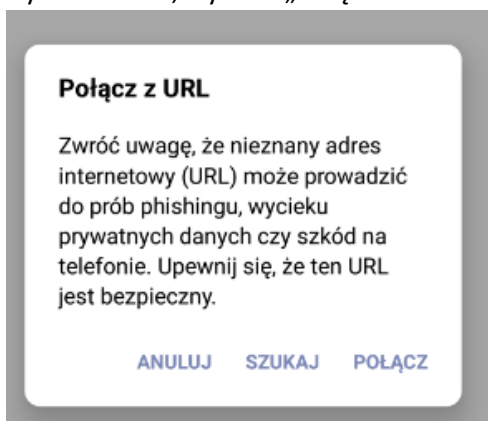 Połącz z URL
Zwróć uwagę, że nieznany adres
internetowy (URL) może prowadzić
do prób phishingu, wycieku
prywatnych danych czy szkód na
telefonie. Upewnij się, że ten URL
jest bezpieczny.
ANULUJ SZUKAJ POŁĄCZ